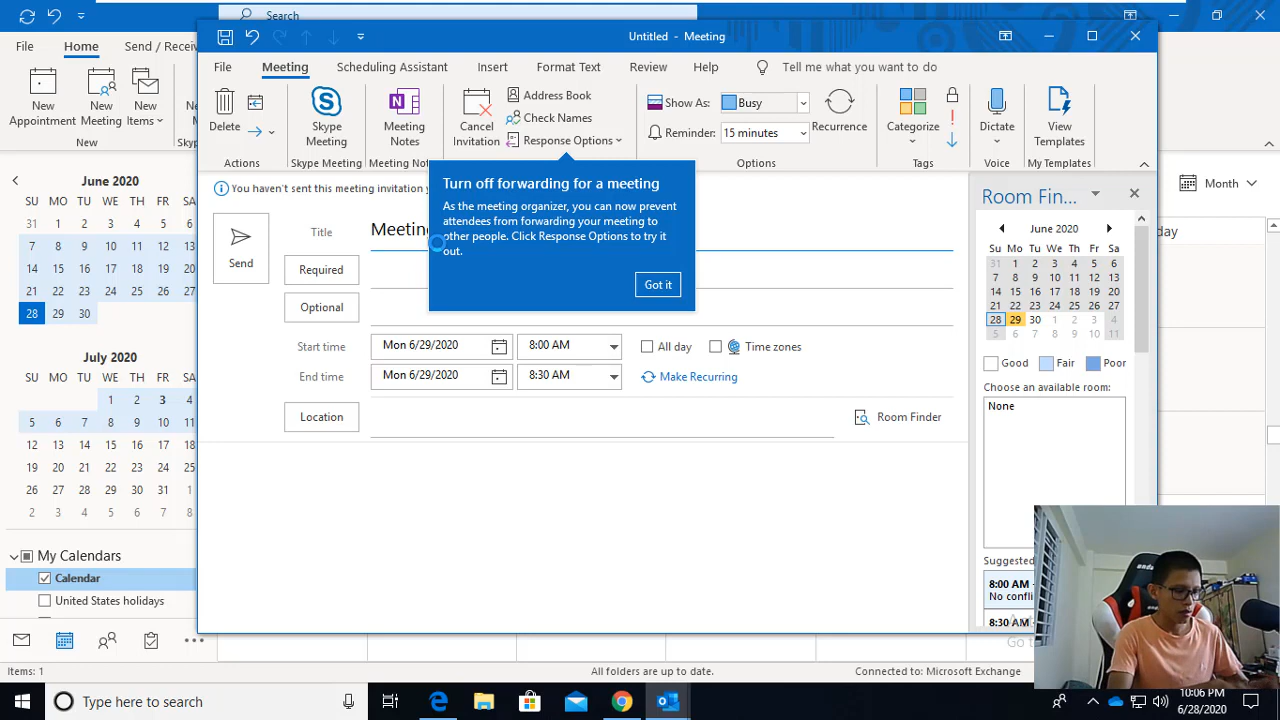 Search
File
Home
Send / Receiv
New Appointment
New Meeting
New Items
New
June 2020
SU MO TU WE TH FR SA
31 1 2 3 4 5 6
7 8 9 10 11 12 13
14 15 16 17 18 19 20
21 22 23 24 25 26 27
28 29 30
July 2020
SU MO TU WE TH FR SA
1 2 3 4
5 6 7 8 9 10 11
12 13 14 15 16 17 18
19 20 21 22 23 24 25
26 27 28 29 30 31 1
2 3 4 5 6 7 8
My Calendars
Calendar
United States holidays
Items: 1
All folders are up to date.
Connected to: Microsoft Exchange
Untitled - Meeting
File Meeting Scheduling Assistant Insert Format Text Review Help Tell me what you want to do
Delete
Actions
Skype Meeting
Skype Meeting
Meeting Notes
Meeting No
Cancel Invitation
Address Book
Check Names
Response Options
Show As: Busy
Reminder: 15 minutes
Recurrence
Options
Categorize
Tags
Dictate
Voice
View Templates
My Templates
You haven't sent this meeting invitation
Turn off forwarding for a meeting
As the meeting organizer, you can now prevent
attendees from forwarding your meeting to
other people. Click Response Options to try it
out.
Got it
Send
Title
Meeting
Required
Optional
Start time Mon 6/29/2020 8:00 AM All day Time zones
End time Mon 6/29/2020 8:30 AM Make Recurring
Location
Room Finder
Room Fin...
June 2020
Su Mo Tu We Th Fr Sa
31 1 2 3 4 5 6
7 8 9 10 11 12 13
14 15 16 17 18 19 20
21 22 23 24 25 26 27
28 29 30 1 2 3 4
5 6 7 8 9 10 11
Good Fair Poor
Choose an available room:
None
Suggested
8:00 AM -
No confli
8:30 AM -
Month
day
Go to
Type here to search
10:06 PM
6/28/2020